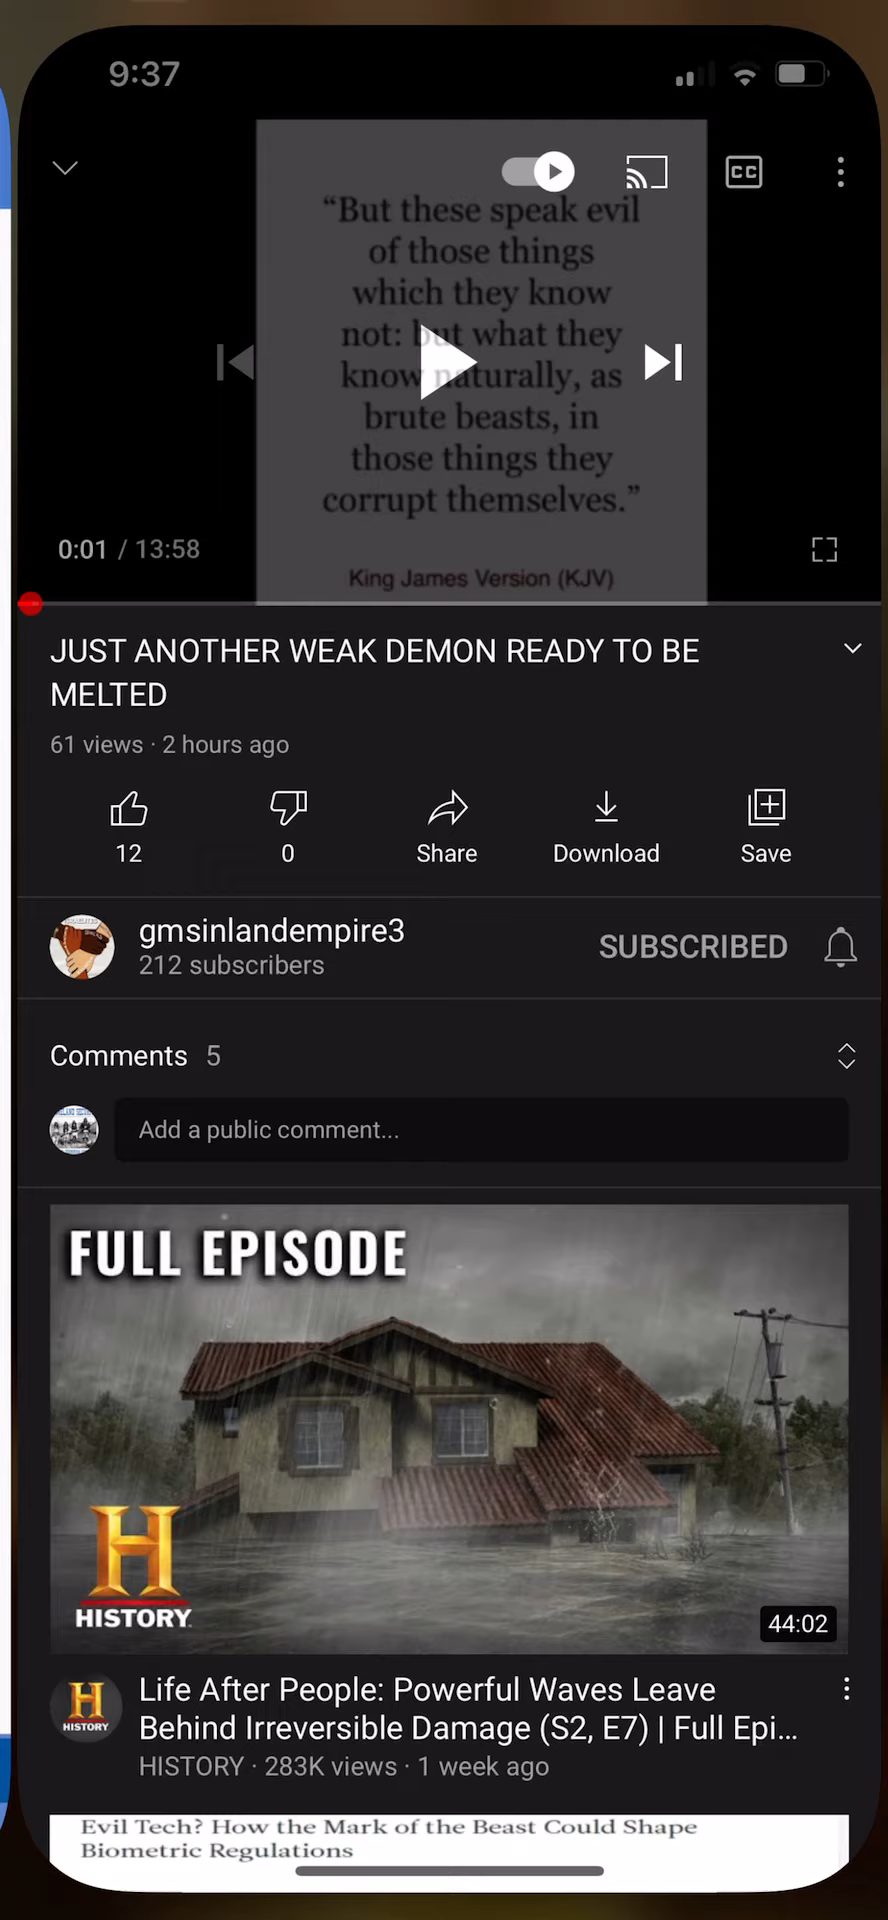 9:37
CC
“But these speak evil
of those things
which they know
not: but what they
know naturally, as
brute beasts, in
those things they
corrupt themselves.”
King James Version (KJV)
0:01 / 13:58
JUST ANOTHER WEAK DEMON READY TO BE
MELTED
61 views · 2 hours ago
12
0
Share
Download
Save
gmsinlandempire3
212 subscribers
SUBSCRIBED
Comments 5
Add a public comment...
FULL EPISODE
H
HISTORY
44:02
H
HISTORY
Life After People: Powerful Waves Leave
Behind Irreversible Damage (S2, E7) | Full Epi...
HISTORY · 283K views · 1 week ago
Evil Tech? How the Mark of the Beast Could Shape
Biometric Regulations